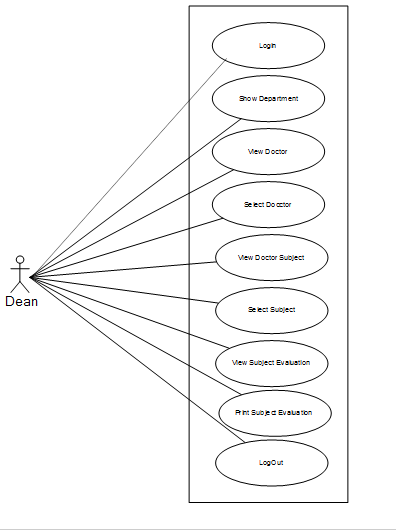 Login
Show Department
View Doctor
Select Docctor
View Doctor Subject
Select Subject
Dean
View Subject Evaluation
Print Subject Evaluation
LogOut